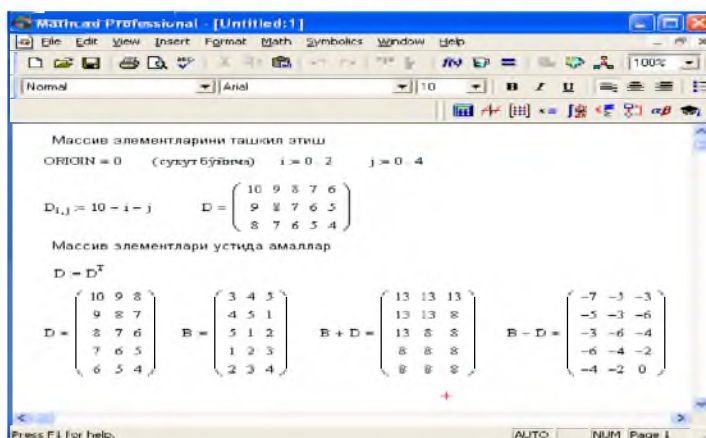 Mathcad Professional - [Untitled:1]
File Edit View Insert Format Math Symbolics Window Help
100%
Normal Arial 10 B I U
αβ
Массив элементларини ташкил этиш
ORIGIN = 0 (сукут бўйича) i := 0 .. 2 j := 0 .. 4
D i,j := 10 - i - j D =
10 9 8 7 6
9 8 7 6 5
8 7 6 5 4
Массив элементлари устида амаллар
D := D^T
D =
10 9 8
9 8 7
8 7 6
7 6 5
6 5 4
B =
3 4 5
4 5 1
5 1 2
1 2 3
2 3 4
B + D =
13 13 13
13 13 8
13 8 8
8 8 8
8 8 8
B - D =
-7 -5 -3
-5 -3 -6
-3 -6 -4
-6 -4 -2
-4 -2 0
Press F1 for help. AUTO NUM Page 1